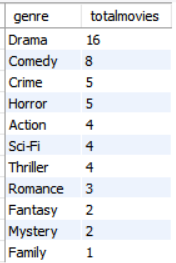 genre totalmovies
Drama 16
Comedy 8
Crime 5
Horror 5
Action 4
Sci-Fi 4
Thriller 4
Romance 3
Fantasy 2
Mystery 2
Family 1